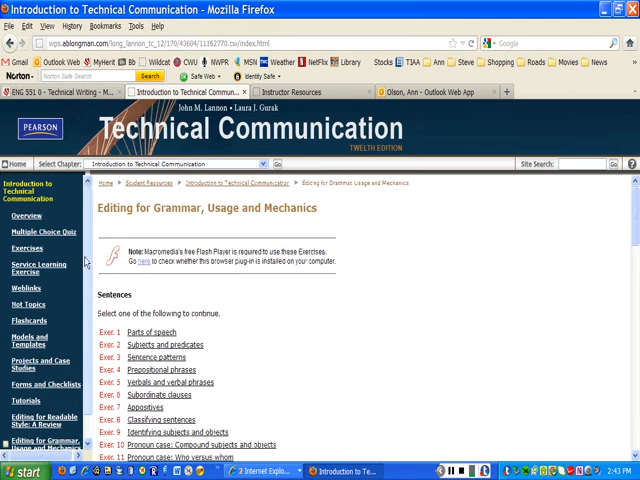 Introduction to Technical Communication - Mozilla Firefox
File Edit View History Bookmarks Tools Help
wps.ablongman.com/long_lannon_tc_12/170/43604/11162770.cw/index.html
Google
Gmail Outlook Web MyHerit Bb Wildcat CWU NWP MSN Weather NetFlix Local Stocks TIAA Ann Steve Shopping Roads Movies News
Norton Norton Safe Search Search Safe Web Identity Safe
ENG 551 0 - Technical Writing - M... Introduction to Technical Commun... Instructor Resources Olson, Ann - Outlook Web App
John M. Lannon • Laura J. Gurak
PEARSON
Technical Communication
TWELFTH EDITION
Home Select Chapter: Introduction to Technical Communication Go Site Search: Go
Introduction to
Technical
Communication
Overview
Multiple Choice Quiz
Exercises
Service Learning
Exercise
Weblinks
Hot Topics
Flashcards
Models and
Templates
Projects and Case
Studies
Forms and Checklists
Tutorials
Editing for Readable
Style: A Review
Editing for Grammar,
Usage and Mechanics
Home Student Resources Introduction to Technical Communication Editing for Grammar, Usage and Mechanics
Editing for Grammar, Usage and Mechanics
Note: Macromedia's free Flash Player is required to use these Exercises.
Go here to check whether this browser plug-in is installed on your computer.
Sentences
Select one of the following to continue.
Exer. 1 Parts of speech
Exer. 2 Subjects and predicates
Exer. 3 Sentence patterns
Exer. 4 Prepositional phrases
Exer. 5 Verbals and verbal phrases
Exer. 6 Subordinate clauses
Exer. 7 Appositives
Exer. 8 Classifying sentences
Exer. 9 Identifying subjects and objects
Exer. 10 Pronoun case: Compound subjects and objects
Exer. 11 Pronoun case: Who versus whom
start 2 Internet Explo... Introduction to Te... 2:43 PM